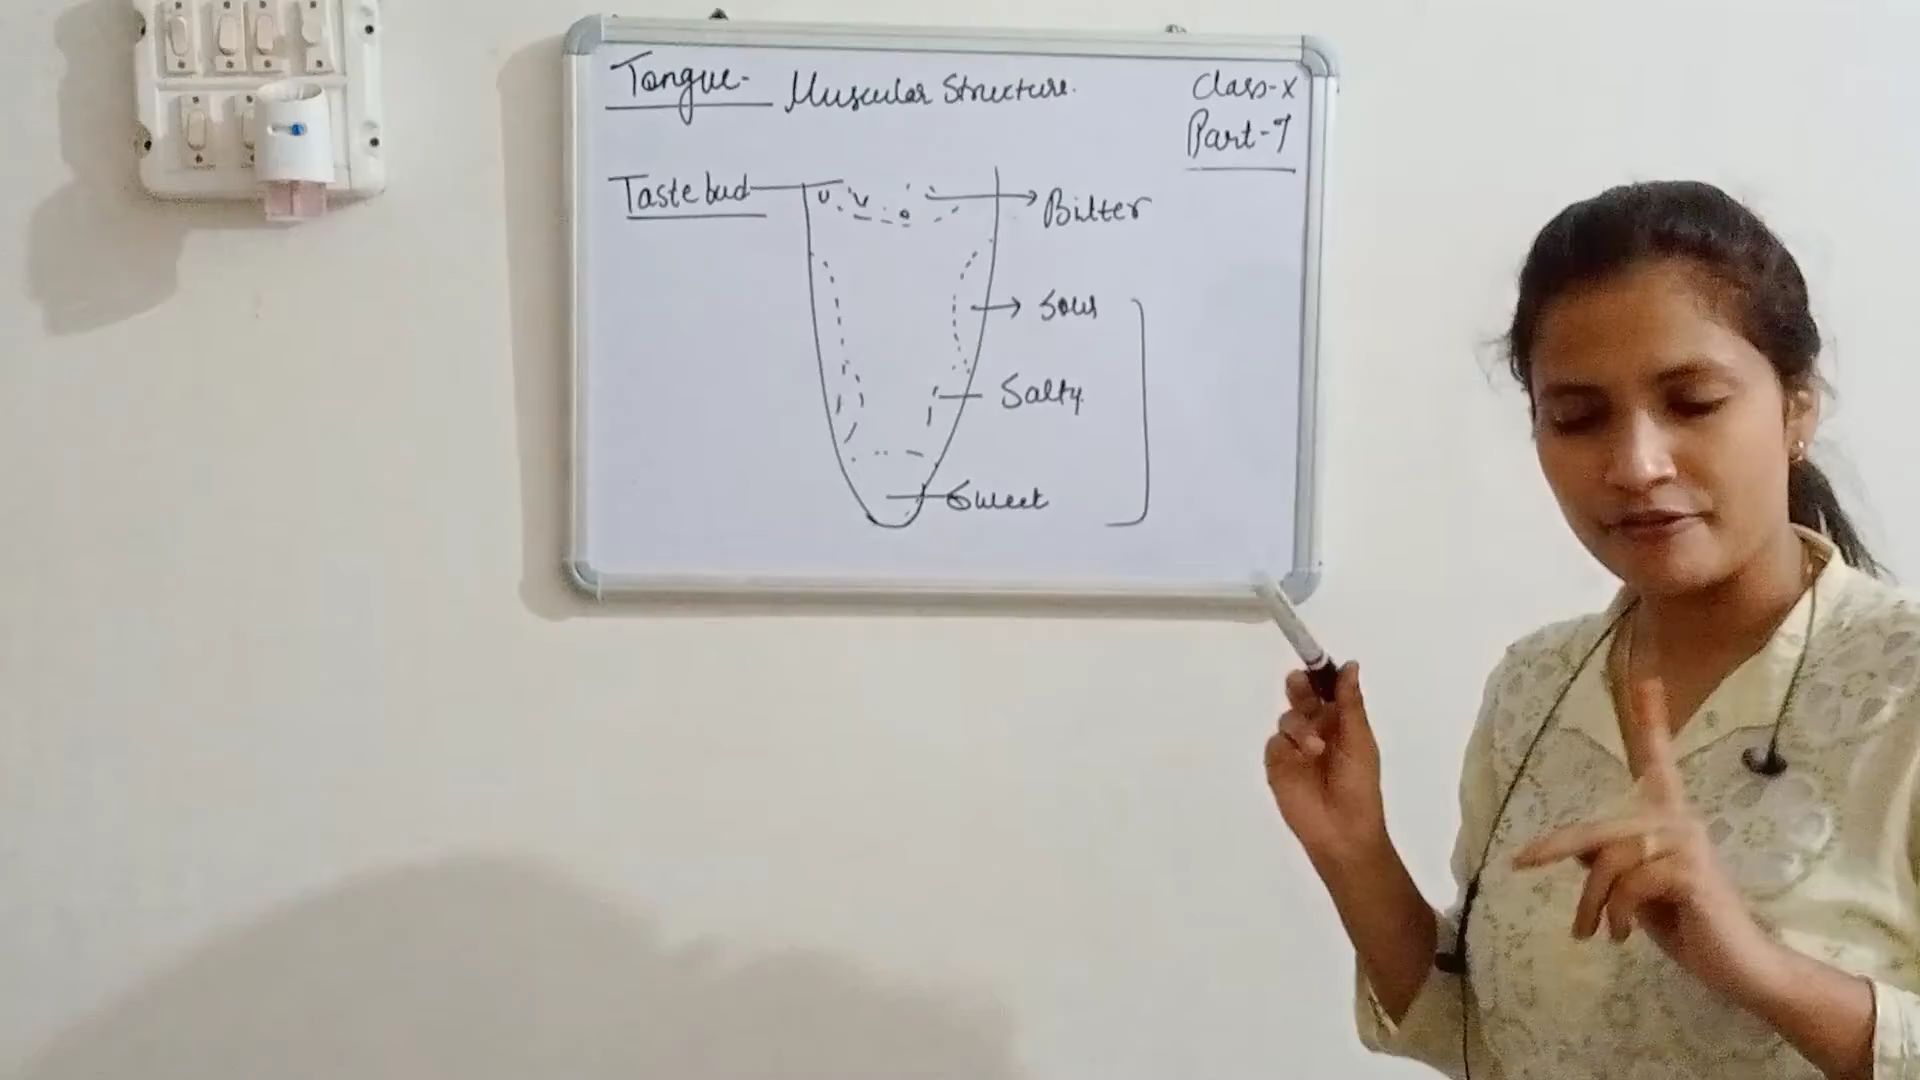 Tongue- Muscular Structure.
Class-X
Part-7
Taste bud
Bitter
Sour
Salty
Sweet